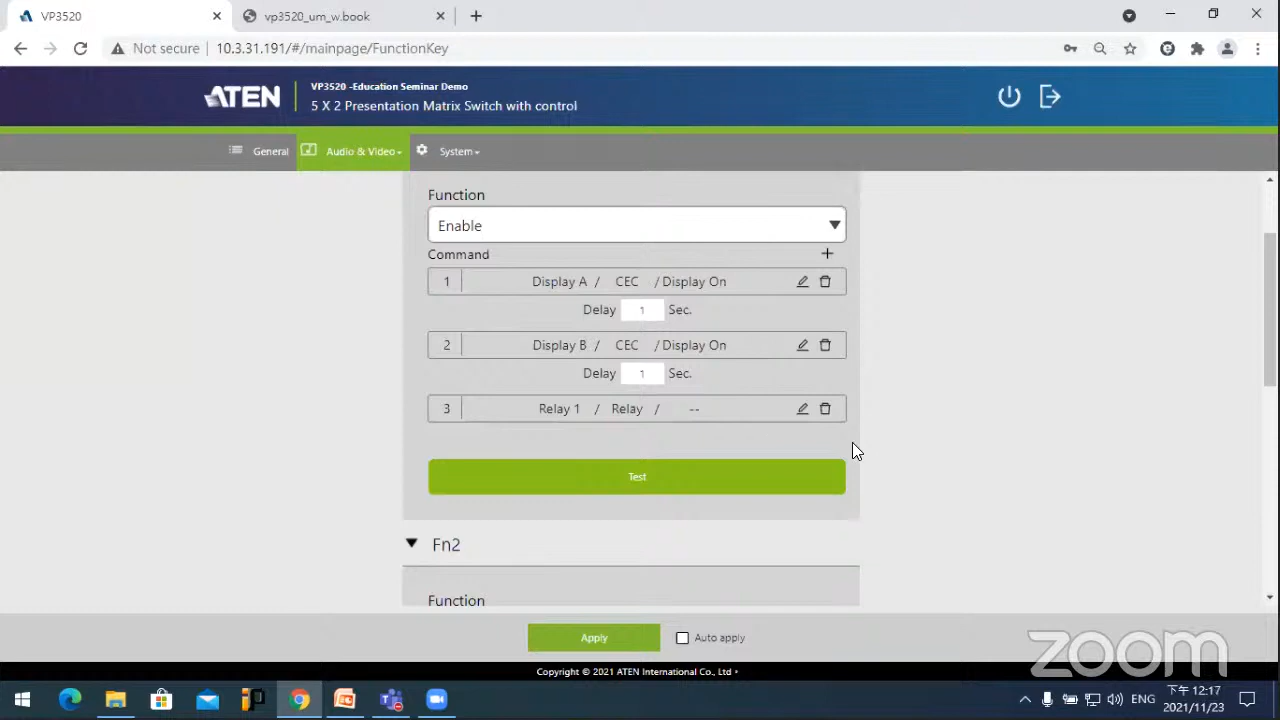 VP3520
vp3520_um_w.book
Not secure
10.3.31.191/#/mainpage/FunctionKey
ATEN
VP3520 -Education Seminar Demo
5 X 2 Presentation Matrix Switch with control
General
Audio & Video
System
Function
Enable
Command
1 Display A / CEC / Display On
Delay 1 Sec.
2 Display B / CEC / Display On
Delay 1 Sec.
3 Relay 1 / Relay / --
Test
Fn2
Function
Apply
Auto apply
zoom
Copyright © 2021 ATEN International Co., Ltd •
ENG
下午 12:17
2021/11/23